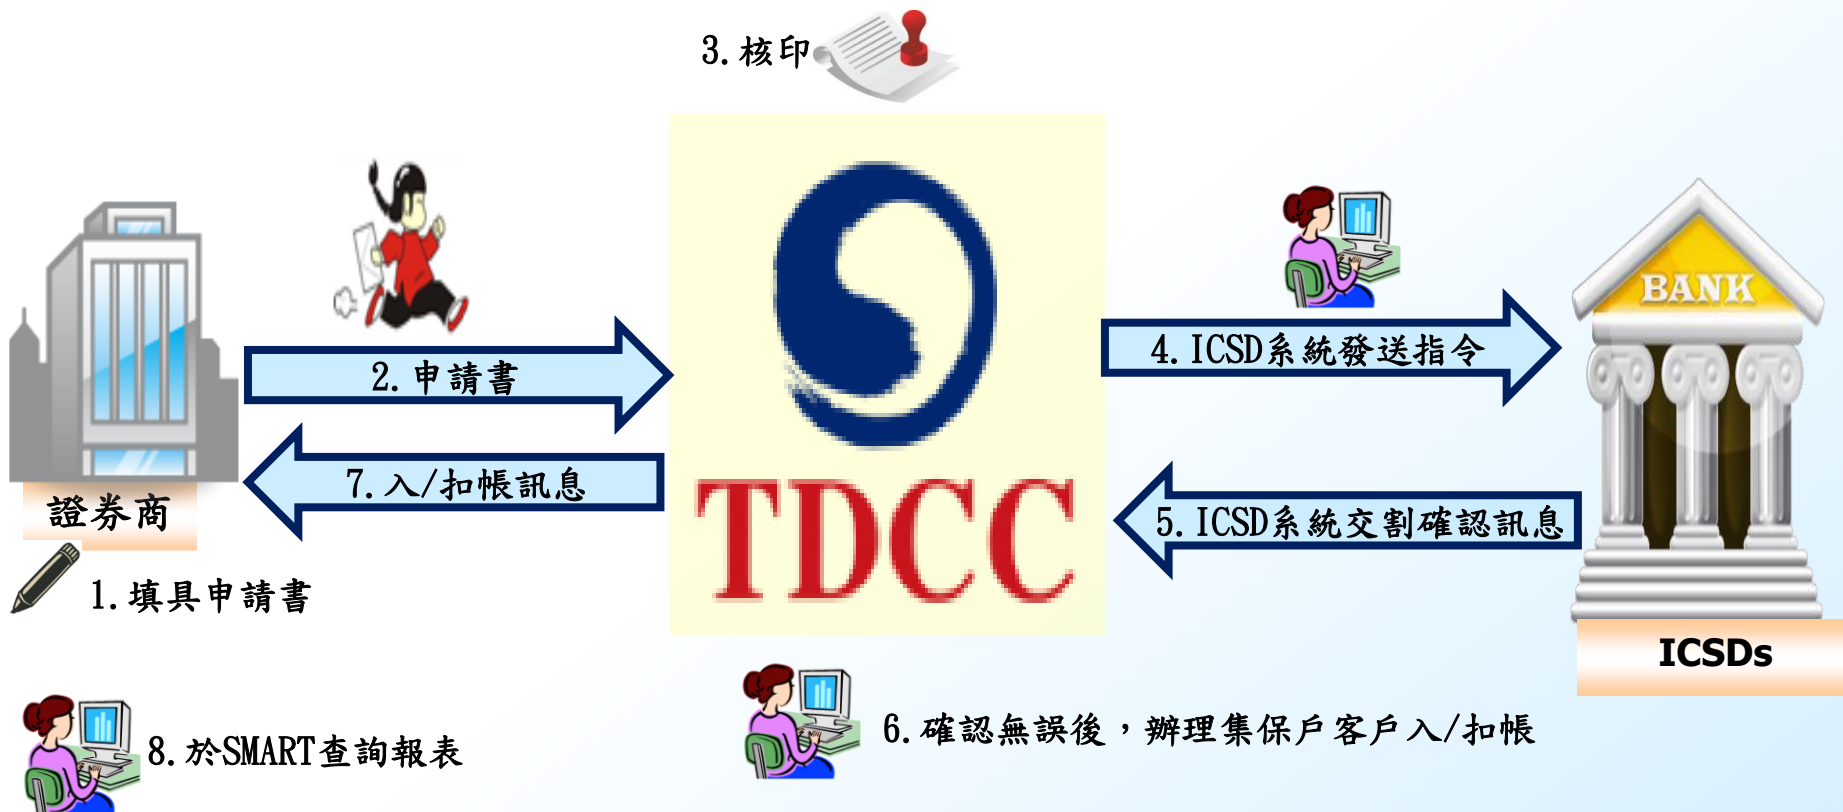 3.核印
BANK
2.申請書
4.ICSD系統發送指令
7.入/扣帳訊息
5.ICSD系統交割確認訊息
證券商
TDCC
1.填具申請書
ICSDs
6.確認無誤後，辦理集保戶客戶入/扣帳
8.於SMART查詢報表